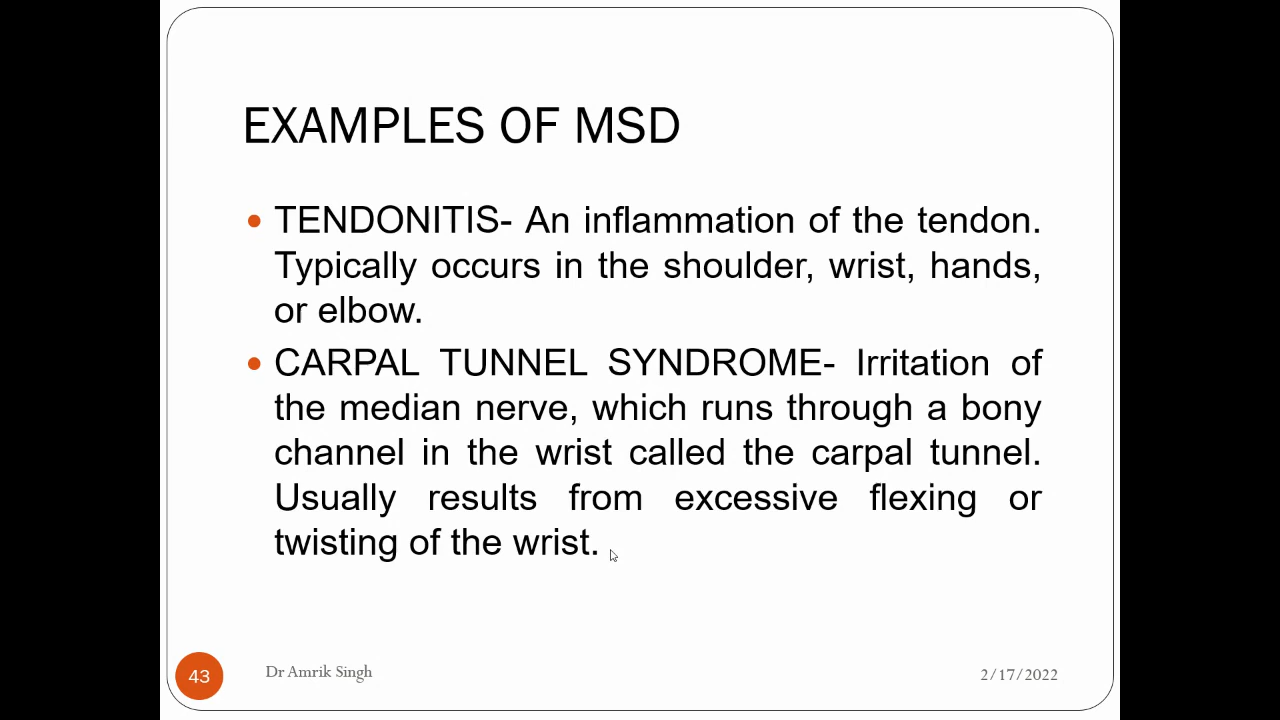 EXAMPLES OF MSD
TENDONITIS- An inflammation of the tendon.
Typically occurs in the shoulder, wrist, hands,
or elbow.
CARPAL TUNNEL SYNDROME- Irritation of
the median nerve, which runs through a bony
channel in the wrist called the carpal tunnel.
Usually results from excessive flexing or
twisting of the wrist.
43
Dr Amrik Singh
2/17/2022